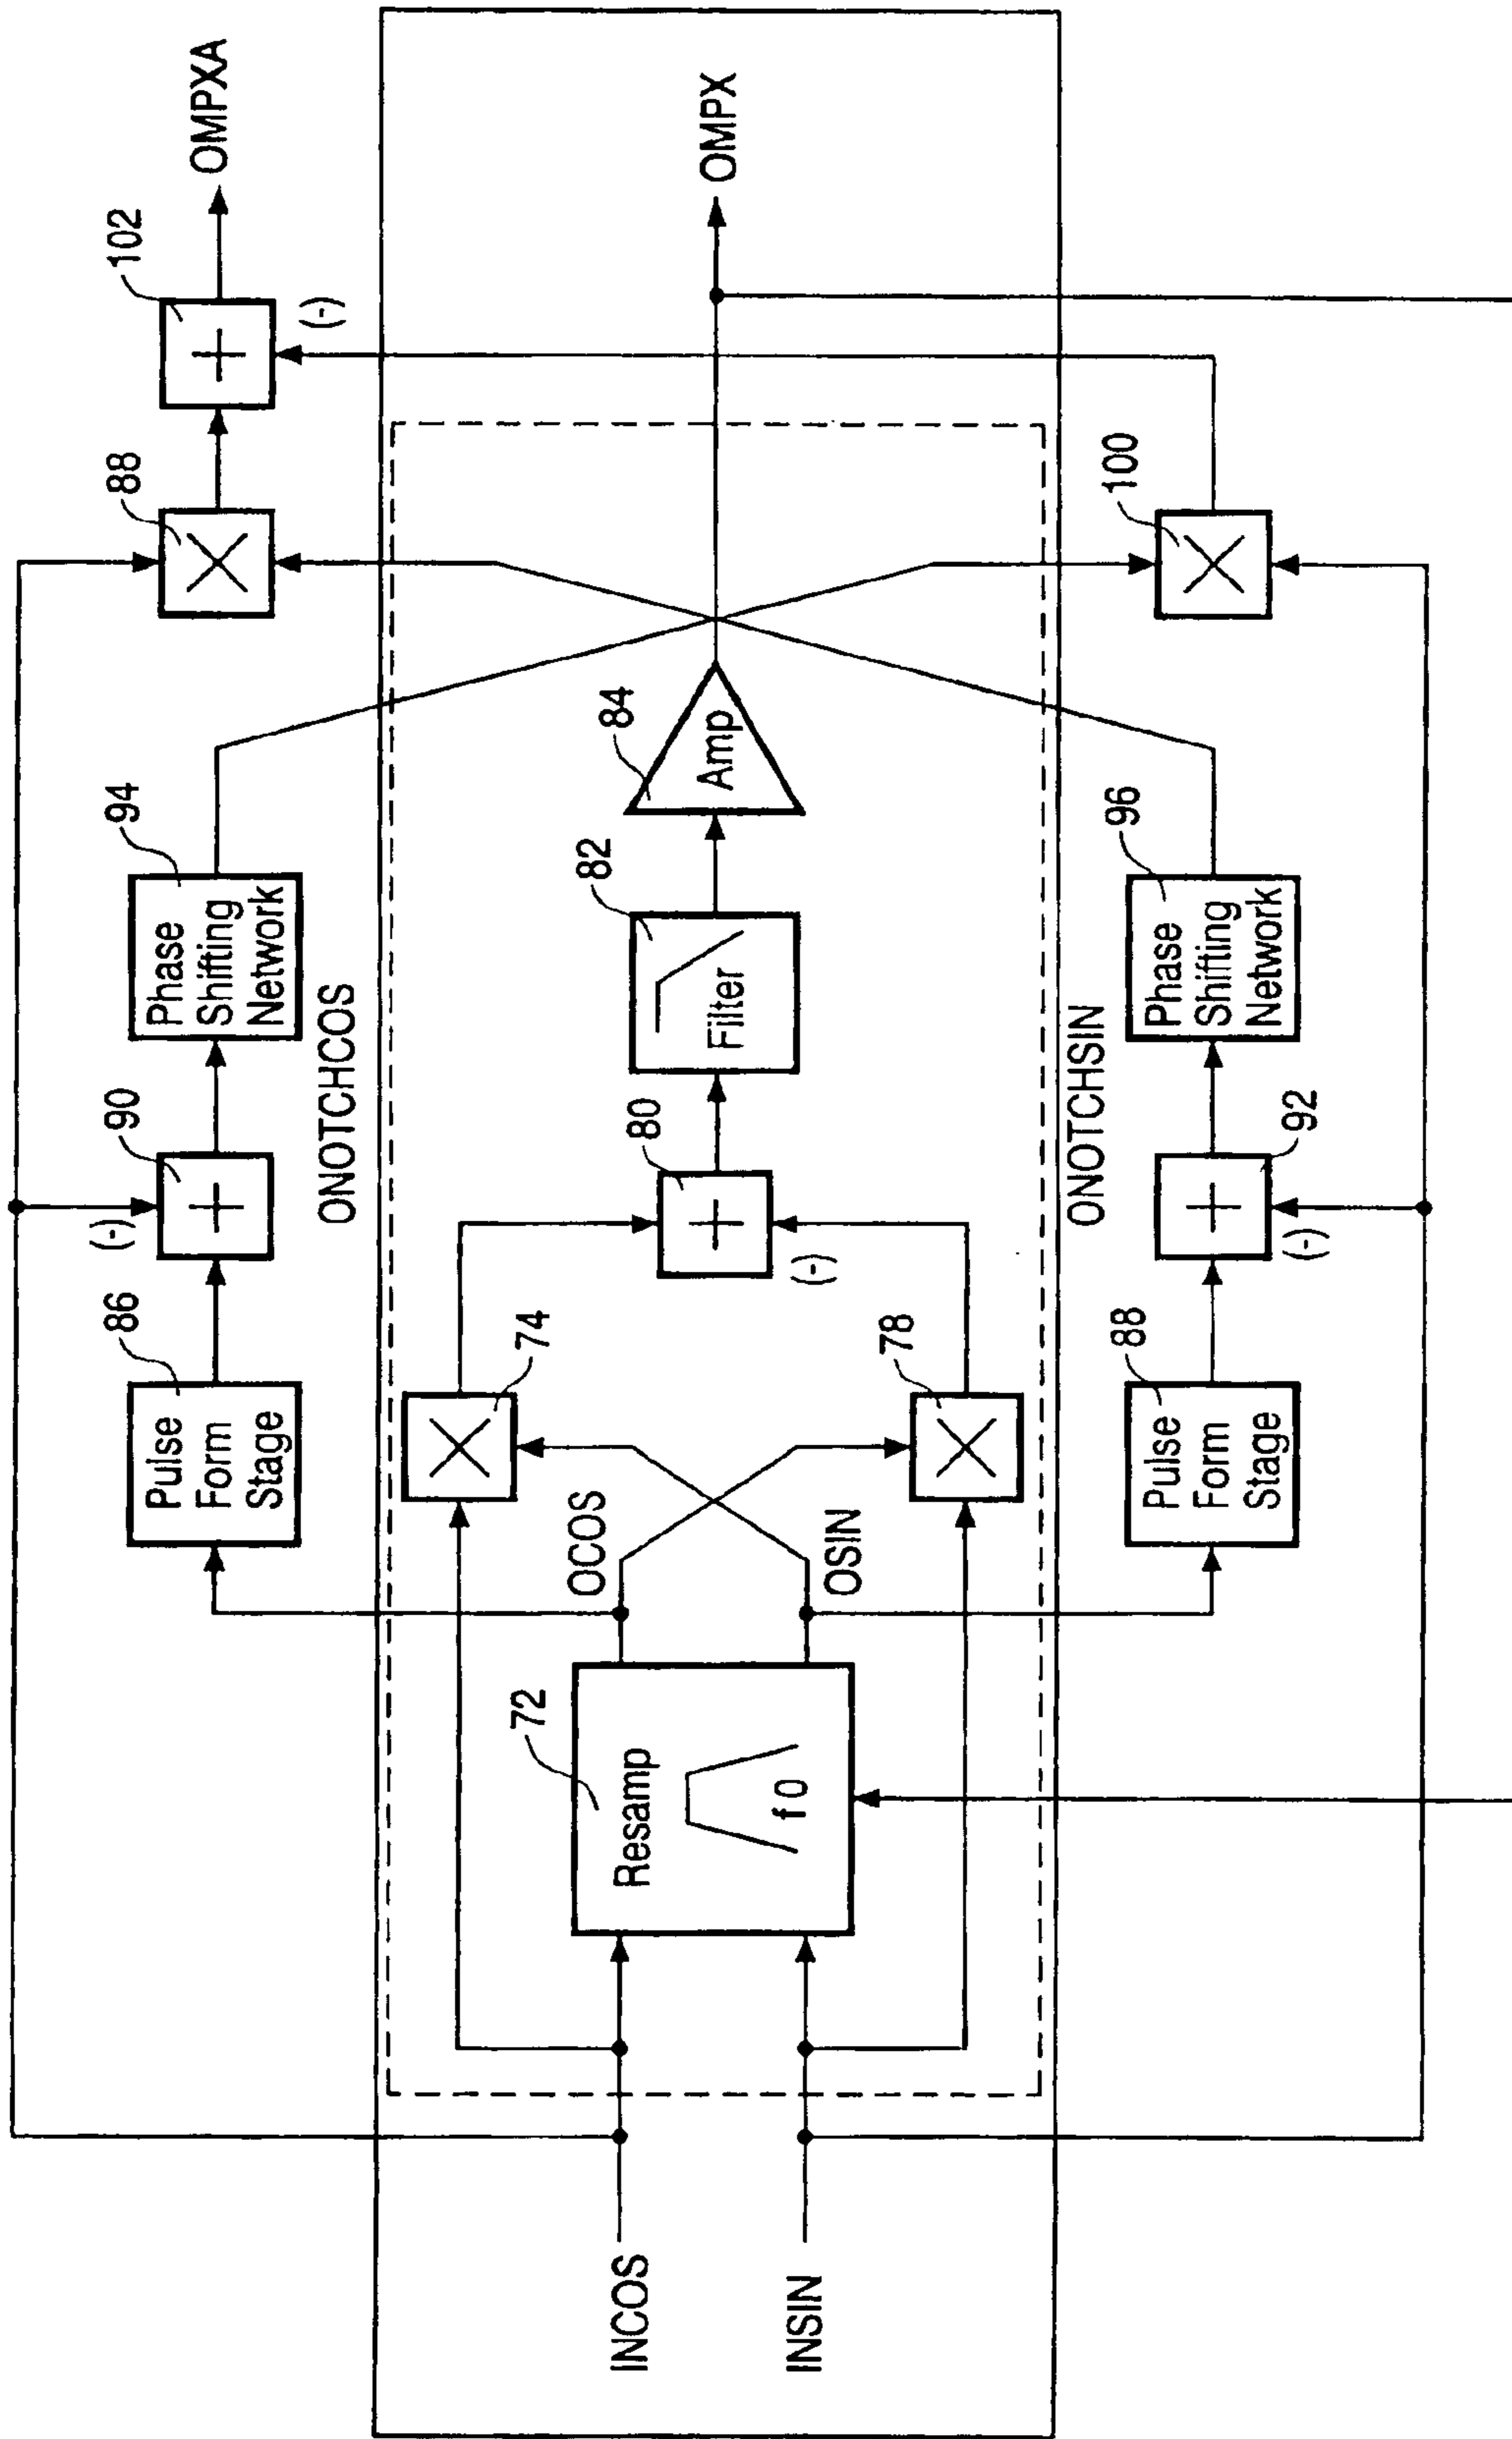 OMPXA
102
(-)
88
94
Phase
Shifting
Network
90
(-)
ONOTCHCOS
86
Pulse
Form
Stage
OMPX
84
Amp
82
Filter
80
(-)
74
78
OCOS
OSIN
72
Resamp
f0
INCOS
INSIN
100
96
Phase
Shifting
Network
ONOTCHSIN
92
(-)
88
Pulse
Form
Stage